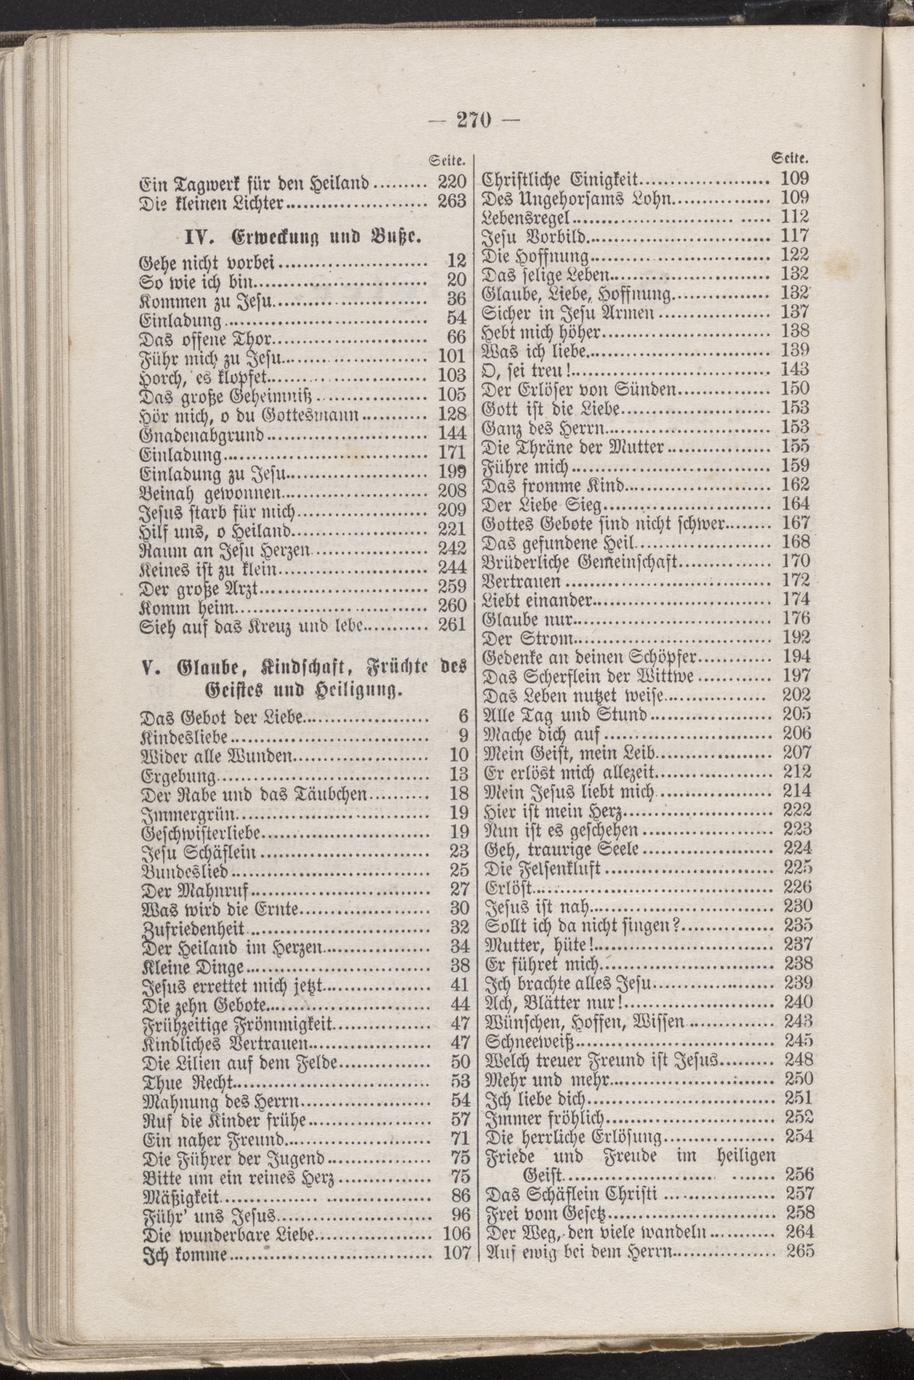 — 270 —
Seite.
Ein Tagwerk für den Heiland......... 220
Die kleinen Lichter..................... 263
IV. Erweckung und Buße.
Gehe nicht vorbei...................... 12
So wie ich bin.......................... 20
Kommen zu Jesu....................... 36
Einladung.............................. 54
Das offene Thor....................... 66
Führ mich zu Jesu..................... 101
Horch, es klopfet....................... 103
Das große Geheimniß................. 105
Hör mich, o du Gottesmann.......... 128
Gnadenabgrund........................ 144
Einladung.............................. 171
Einladung zu Jesu..................... 199
Beinah gewonnen...................... 208
Jesus starb für mich.................... 209
Hilf uns, o Heiland..................... 221
Raum an Jesu Herzen................. 242
Keines ist zu klein...................... 244
Der große Arzt......................... 259
Komm heim............................ 260
Sieh auf das Kreuz und lebe.......... 261
V. Glaube, Kindschaft, Früchte des
Geistes und Heiligung.
Das Gebot der Liebe................... 6
Kindesliebe............................. 9
Wider alle Wunden.................... 10
Ergebung............................... 13
Der Rabe und das Täubchen......... 18
Immergrün............................. 19
Geschwisterliebe........................ 19
Jesu Schäflein.......................... 23
Bundeslied............................. 25
Der Mahnruf........................... 27
Was wird die Ernte.................... 30
Zufriedenheit........................... 32
Der Heiland im Herzen................ 34
Kleine Dinge........................... 38
Jesus errettet mich jetzt................ 41
Die zehn Gebote....................... 44
Frühzeitige Frömmigkeit.............. 47
Kindliches Vertrauen.................. 47
Die Lilien auf dem Felde.............. 50
Thue Recht............................. 53
Mahnung des Herrn................... 54
Ruf die Kinder frühe.................. 57
Ein naher Freund...................... 71
Die Führer der Jugend................ 75
Bitte um ein reines Herz.............. 75
Mäßigkeit.............................. 86
Führ' uns Jesus........................ 96
Die wunderbare Liebe................. 106
Ich komme............................. 107
Seite.
Christliche Einigkeit.................... 109
Des Ungehorsams Lohn............... 109
Lebensregel............................. 112
Jesu Vorbild............................ 117
Die Hoffnung.......................... 122
Das selige Leben....................... 132
Glaube, Liebe, Hoffnung.............. 132
Sicher in Jesu Armen................. 137
Hebt mich höher....................... 138
Was ich liebe........................... 139
O, sei treu!............................. 143
Der Erlöser von Sünden.............. 150
Gott ist die Liebe....................... 153
Ganz des Herrn........................ 153
Die Thräne der Mutter............... 155
Führe mich............................. 159
Das fromme Kind..................... 162
Der Liebe Sieg......................... 164
Gottes Gebote sind nicht schwer....... 167
Das gefundene Heil.................... 168
Brüderliche Gemeinschaft.............. 170
Vertrauen.............................. 172
Liebt einander.......................... 174
Glaube nur............................. 176
Der Strom............................. 192
Gedenke an deinen Schöpfer........... 194
Das Scherflein der Wittwe............ 197
Das Leben nutzet weise................ 202
Alle Tag und Stund................... 205
Mache dich auf......................... 206
Mein Geist, mein Leib................. 207
Er erlöst mich allezeit.................. 212
Mein Jesus liebt mich................. 214
Hier ist mein Herz..................... 222
Nun ist es geschehen................... 223
Geh, traurige Seele.................... 224
Die Felsenkluft......................... 225
Erlöst................................... 226
Jesus ist nah............................ 230
Sollt ich da nicht singen?.............. 235
Mutter, hüte!.......................... 237
Er führet mich......................... 238
Ich brachte alles Jesu.................. 239
Ach, Blätter nur!...................... 240
Wünschen, Hoffen, Wissen............ 243
Schneeweiß............................. 245
Welch treuer Freund ist Jesus......... 248
Mehr und mehr........................ 250
Ich liebe dich........................... 251
Immer fröhlich......................... 252
Die herrliche Erlösung................. 254
Friede und Freude im heiligen
Geist............................. 256
Das Schäflein Christi.................. 257
Frei vom Gesetz........................ 258
Der Weg, den viele wandeln.......... 264
Auf ewig bei dem Herrn............... 265